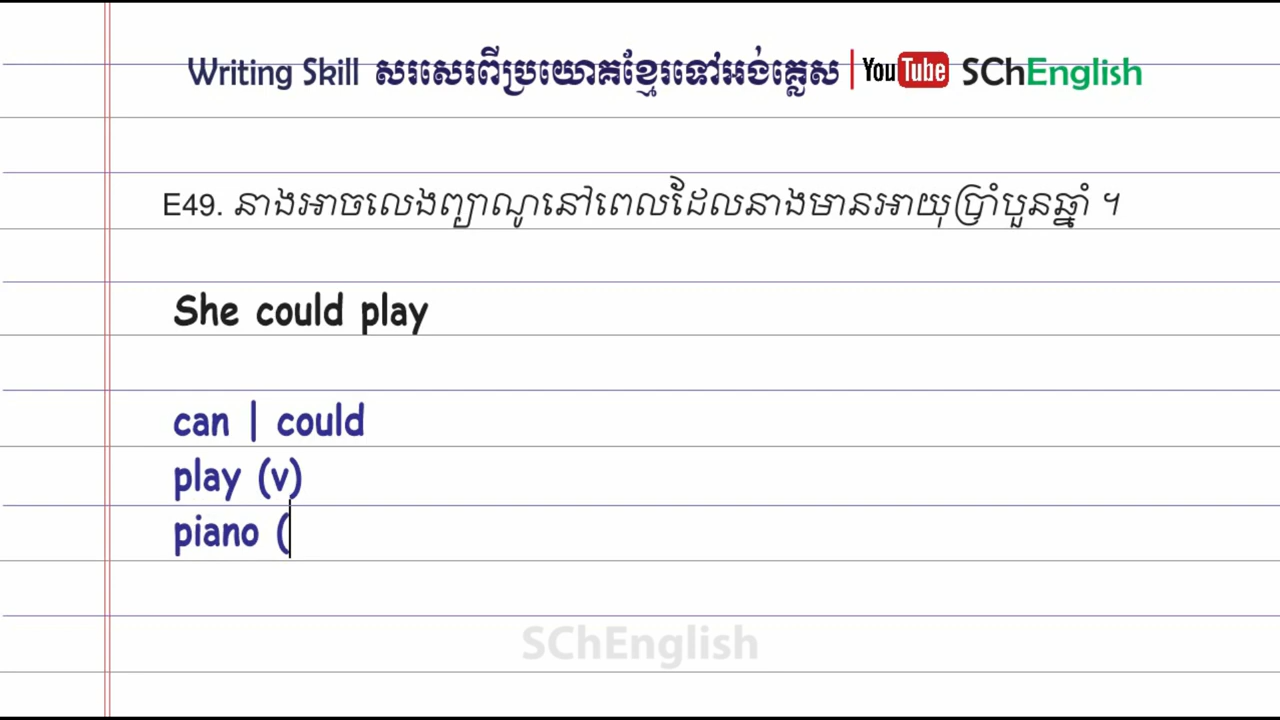 Writing Skill សរសេរពីប្រយោគខ្មែរទៅអង់គ្លេស | YouTube SChEnglish
E49. នាងអាចលេងព្យាណូនៅពេលដែលនាងមានអាយុប្រាំបួនឆ្នាំ ។
She could play
can | could
play (v)
piano (
SChEnglish